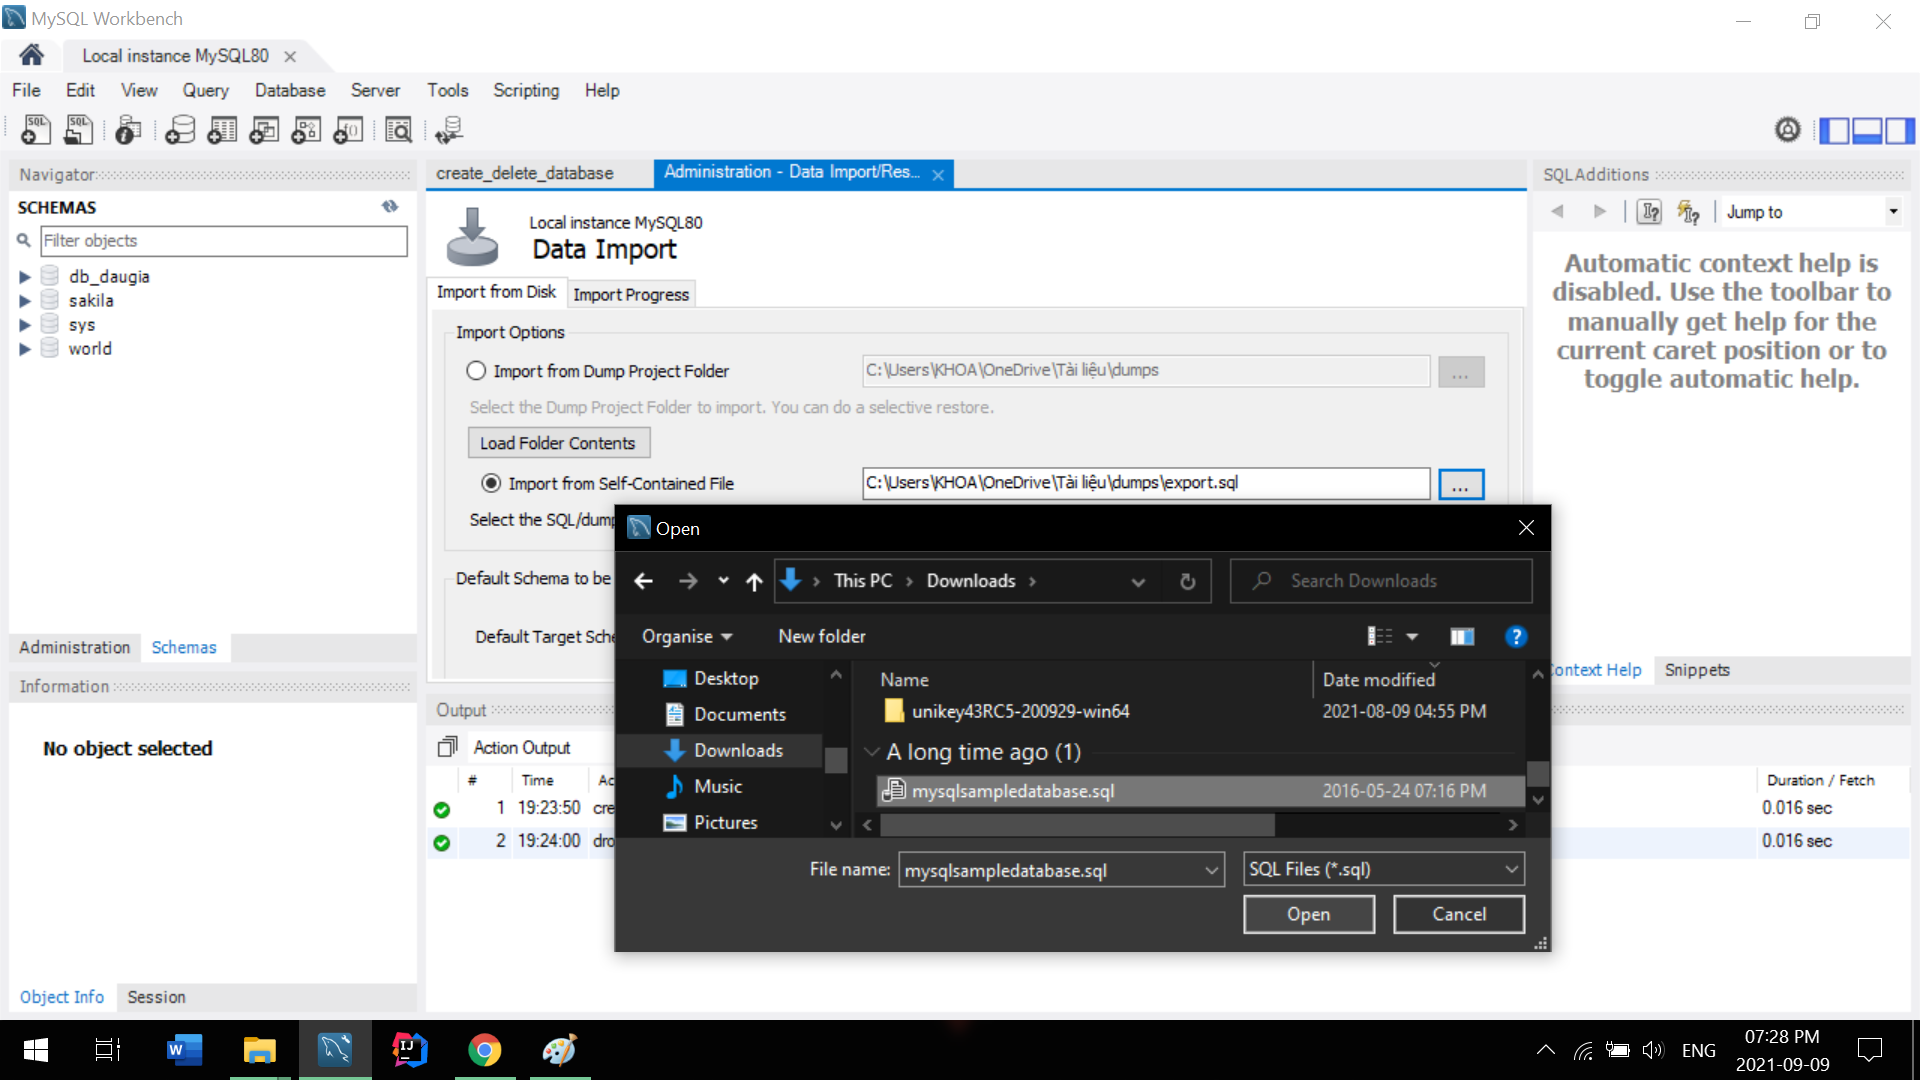 MySQL Workbench
Local instance MySQL80
File Edit View Query Database Server Tools Scripting Help
Navigator
SCHEMAS
Filter objects
db_daugia
sakila
sys
world
Administration Schemas
Information
No object selected
Object Info Session
create_delete_database
Administration - Data Import/Res...
Local instance MySQL80
Data Import
Import from Disk Import Progress
Import Options
Import from Dump Project Folder C:\Users\KHOA\OneDrive\Tài liệu\dumps ...
Select the Dump Project Folder to import. You can do a selective restore.
Load Folder Contents
Import from Self-Contained File C:\Users\KHOA\OneDrive\Tài liệu\dumps\export.sql ...
Select the SQL/dump
Default Schema to be
Default Target Sche
Open
This PC Downloads
Search Downloads
Organise New folder
Desktop
Documents
Downloads
Music
Pictures
Name Date modified
unikey43RC5-200929-win64 2021-08-09 04:55 PM
A long time ago (1)
mysqlsampledatabase.sql 2016-05-24 07:16 PM
File name: mysqlsampledatabase.sql SQL Files (*.sql)
Open Cancel
Output
Action Output
# Time Ac Duration / Fetch
1 19:23:50 cre 0.016 sec
2 19:24:00 dro 0.016 sec
SQLAdditions
Jump to
Automatic context help is
disabled. Use the toolbar to
manually get help for the
current caret position or to
toggle automatic help.
ontext Help Snippets
ENG
07:28 PM
2021-09-09